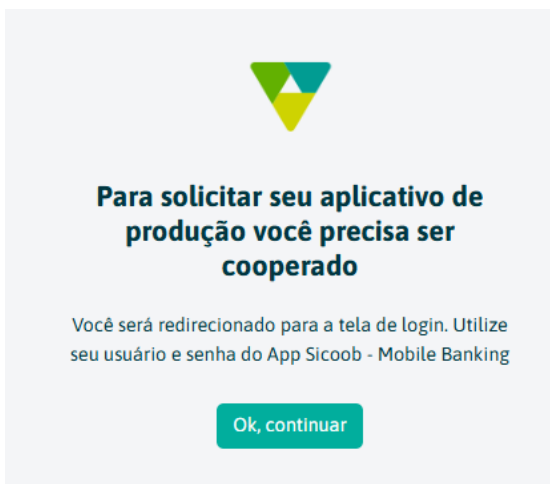 Para solicitar seu aplicativo de
produção você precisa ser
cooperado
Você será redirecionado para a tela de login. Utilize
seu usuário e senha do App Sicoob - Mobile Banking
Ok, continuar